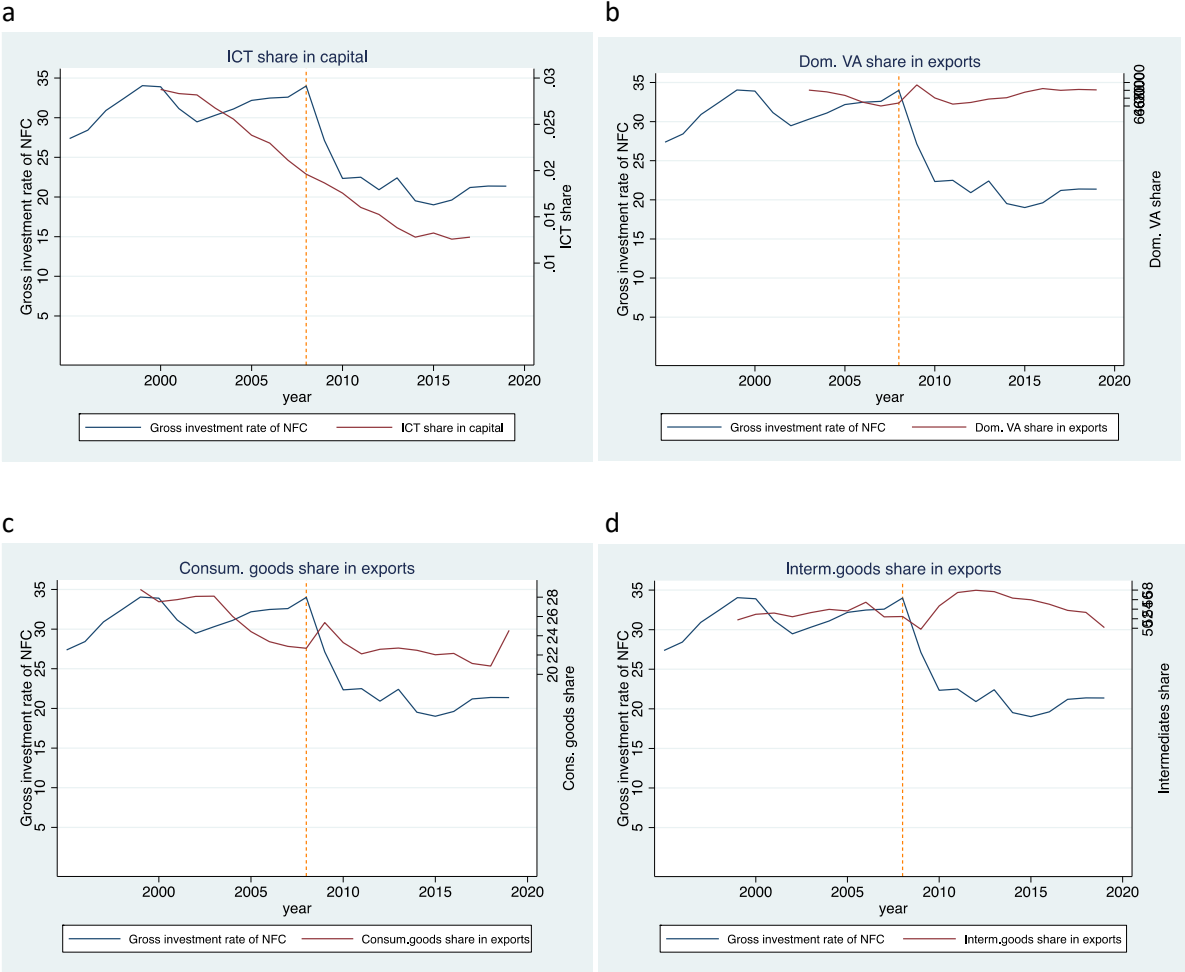 a
ICT share in capital
Gross investment rate of NFC
35
30
25
20
15
10
5
.03
.025
.02
.015
.01
ICT share
2000
2005
2010
2015
2020
year
Gross investment rate of NFC
ICT share in capital
b
Dom. VA share in exports
Gross investment rate of NFC
35
30
25
20
15
10
5
Dom. VA share
2000
2005
2010
2015
2020
year
Gross investment rate of NFC
Dom. VA share in exports
c
Consum. goods share in exports
Gross investment rate of NFC
35
30
25
20
15
10
5
28
26
24
22
20
Cons. goods share
2000
2005
2010
2015
2020
year
Gross investment rate of NFC
Consum.goods share in exports
d
Interm.goods share in exports
Gross investment rate of NFC
35
30
25
20
15
10
5
Intermediates share
2000
2005
2010
2015
2020
year
Gross investment rate of NFC
Interm.goods share in exports